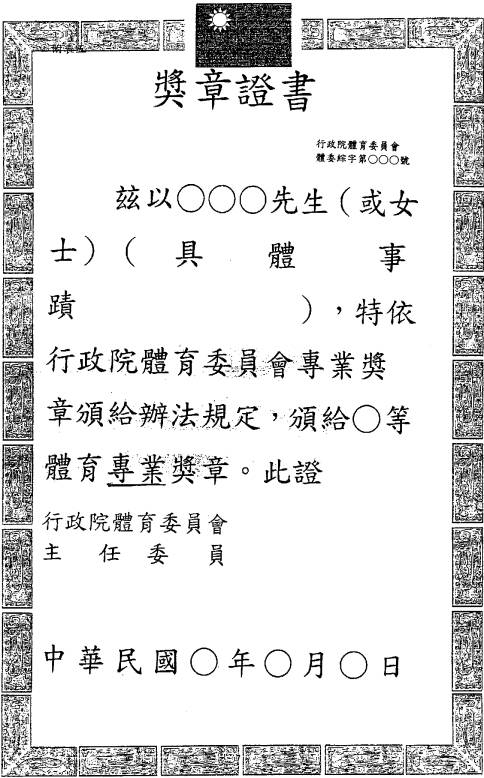 獎章證書
行政院體育委員會
體委綜字第○○○號
茲以○○○先生（或女
士）（具體事
蹟），特依
行政院體育委員會專業獎
章頒給辦法規定，頒給○等
體育專業獎章。此證
行政院體育委員會
主任委員
中華民國○年○月○日